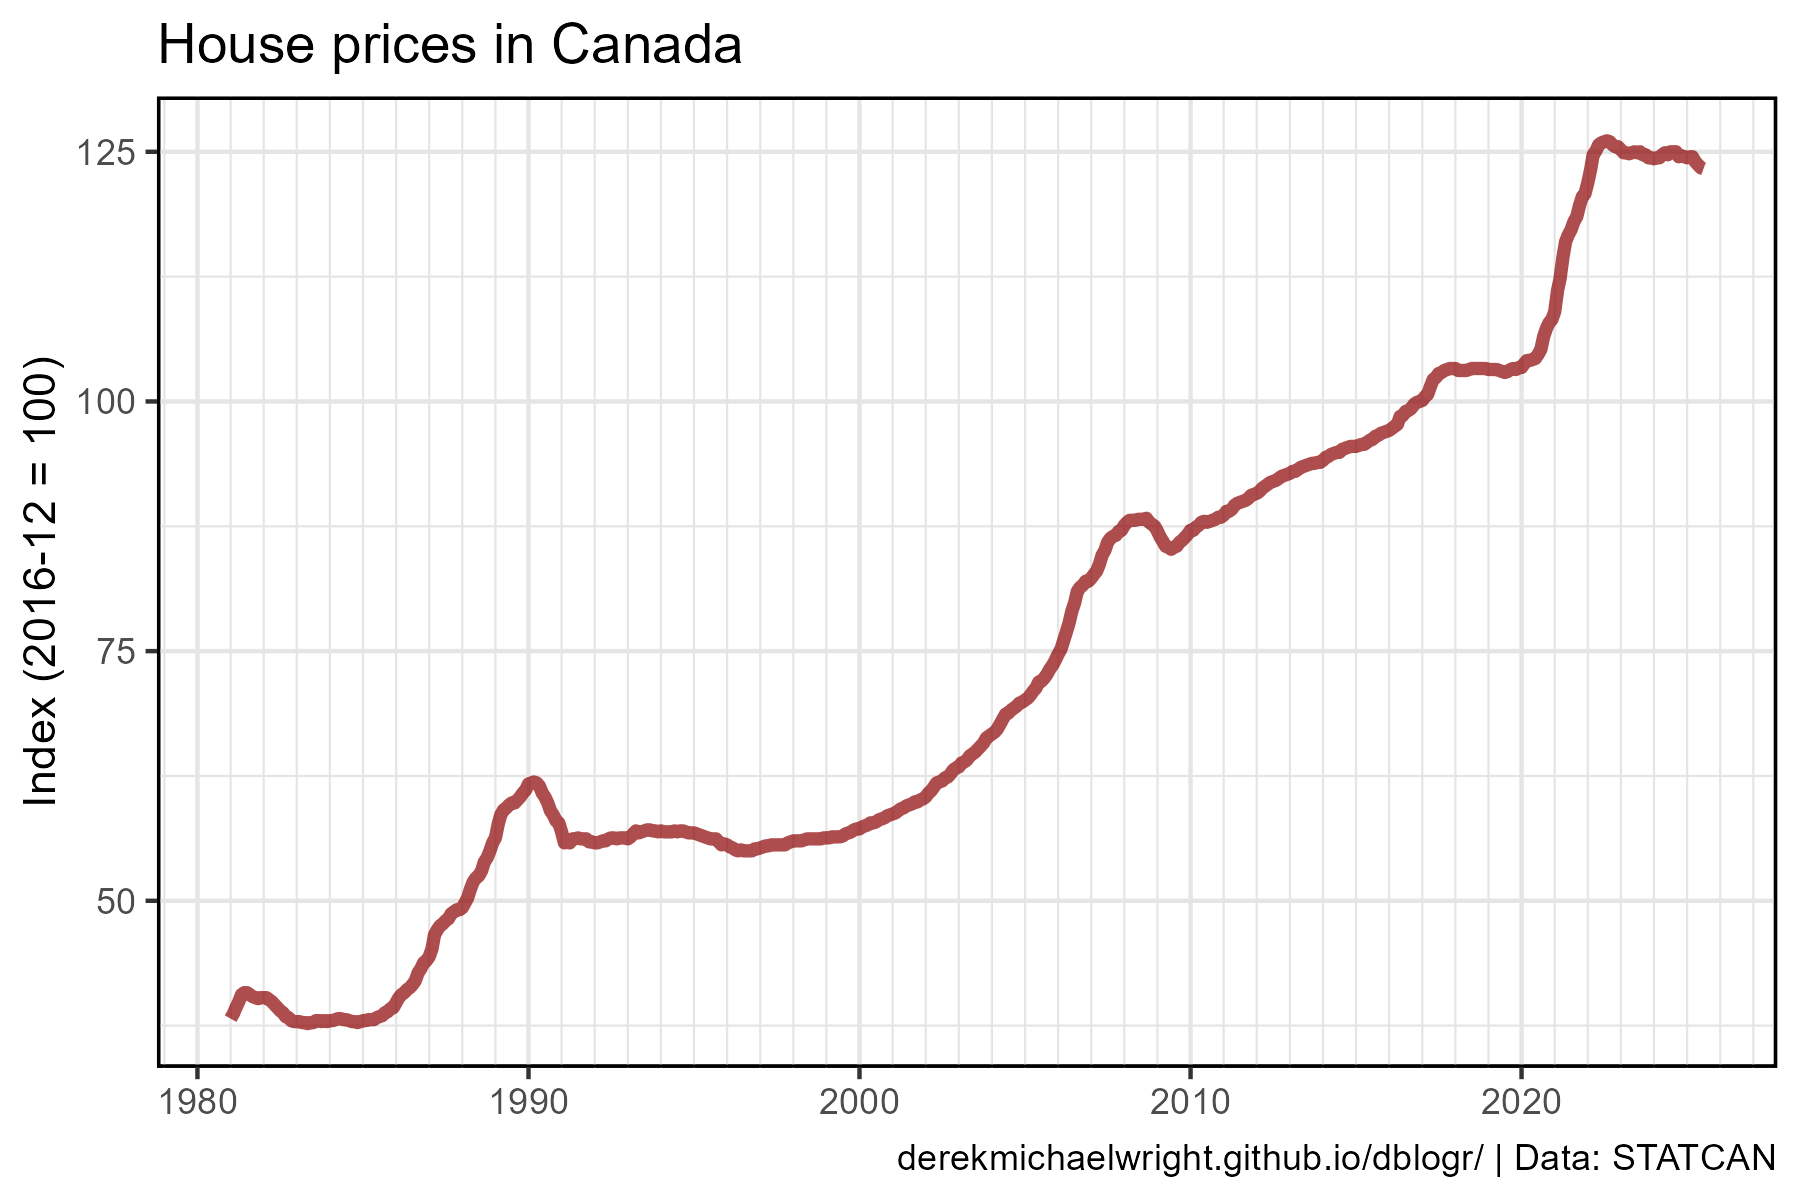 House prices in Canada
Index (2016-12 = 100)
125
100
75
50
1980 1990 2000 2010 2020
derekmichaelwright.github.io/dblogr/ | Data: STATCAN